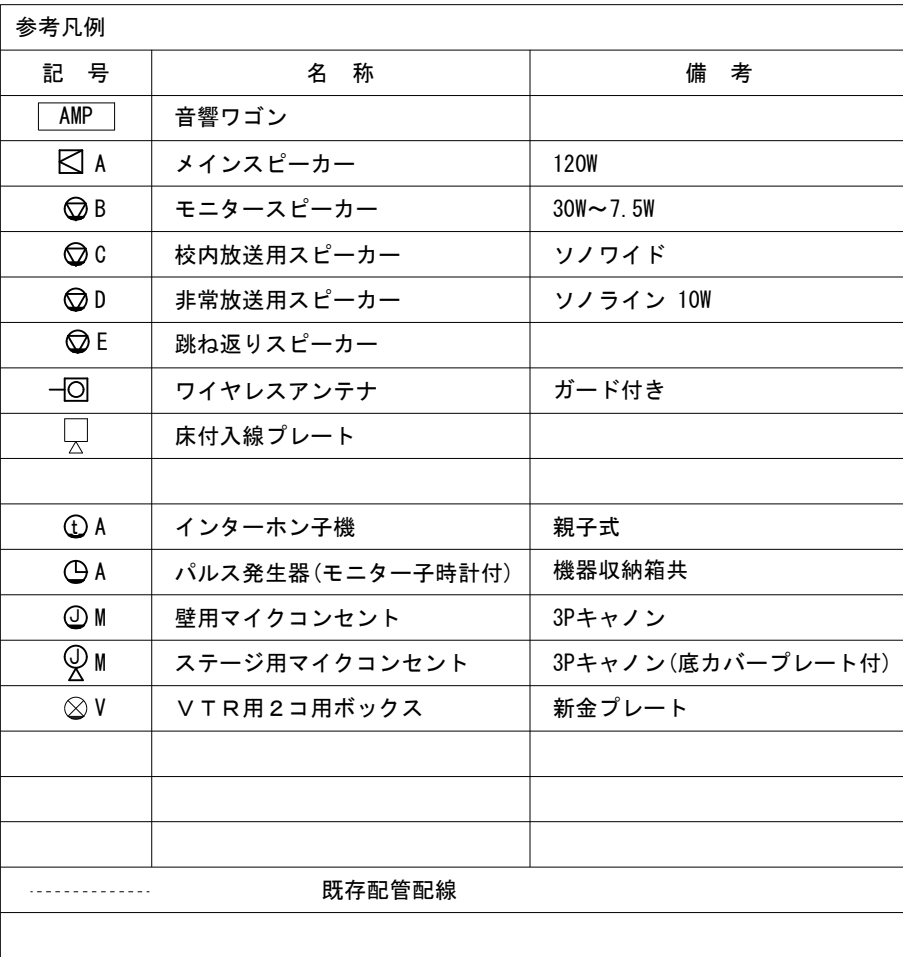 参考凡例
記 号 名 称 備 考
AMP 音響ワゴン
A メインスピーカー 120W
B モニタースピーカー 30W～7.5W
C 校内放送用スピーカー ソノワイド
D 非常放送用スピーカー ソノライン 10W
E 跳ね返りスピーカー
ワイヤレスアンテナ ガード付き
床付入線プレート
t A インターホン子機 親子式
A パルス発生器(モニター子時計付) 機器収納箱共
J M 壁用マイクコンセント 3Pキャノン
J M ステージ用マイクコンセント 3Pキャノン(底カバープレート付)
V ＶＴＲ用２コ用ボックス 新金プレート
既存配管配線